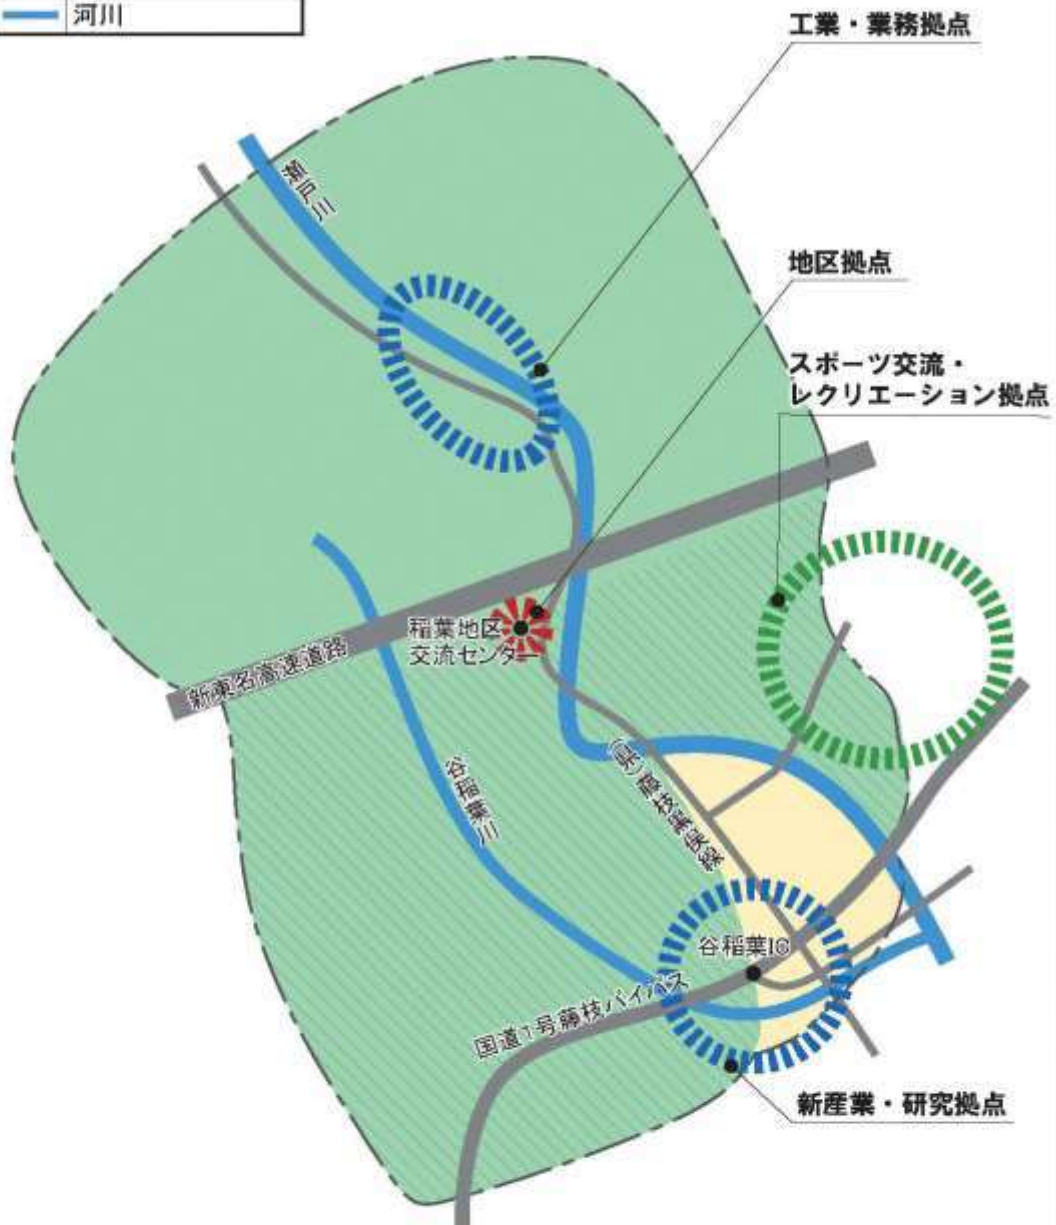 河川
工業・業務拠点
瀬戸川
地区拠点
スポーツ交流・
レクリエーション拠点
稲葉地区
交流センター
新東名高速道路
谷稲葉川
(県)藤枝黒俣線
谷稲葉IC
国道1号藤枝バイパス
新産業・研究拠点